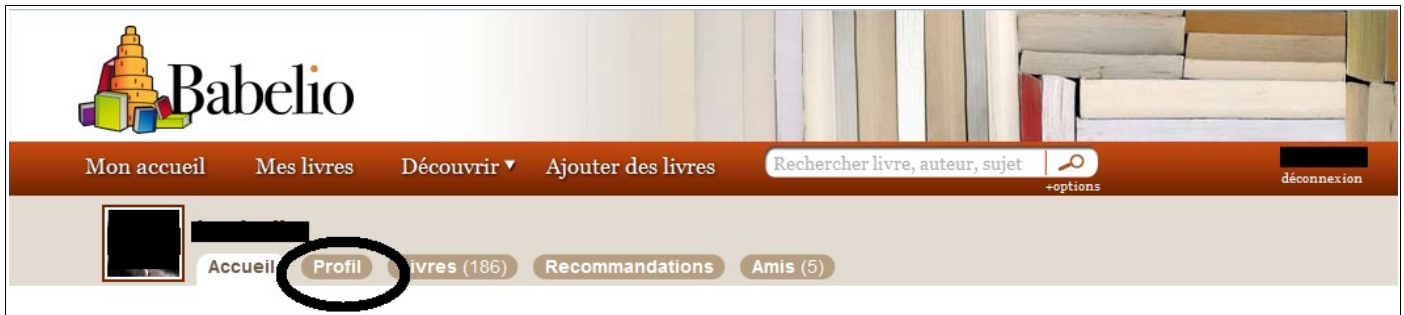 Babelio
Mon accueil Mes livres Découvrir ▼ Ajouter des livres Rechercher livre, auteur, sujet
+options
déconnexion
Accueil Profil Livres (186) Recommandations Amis (5)